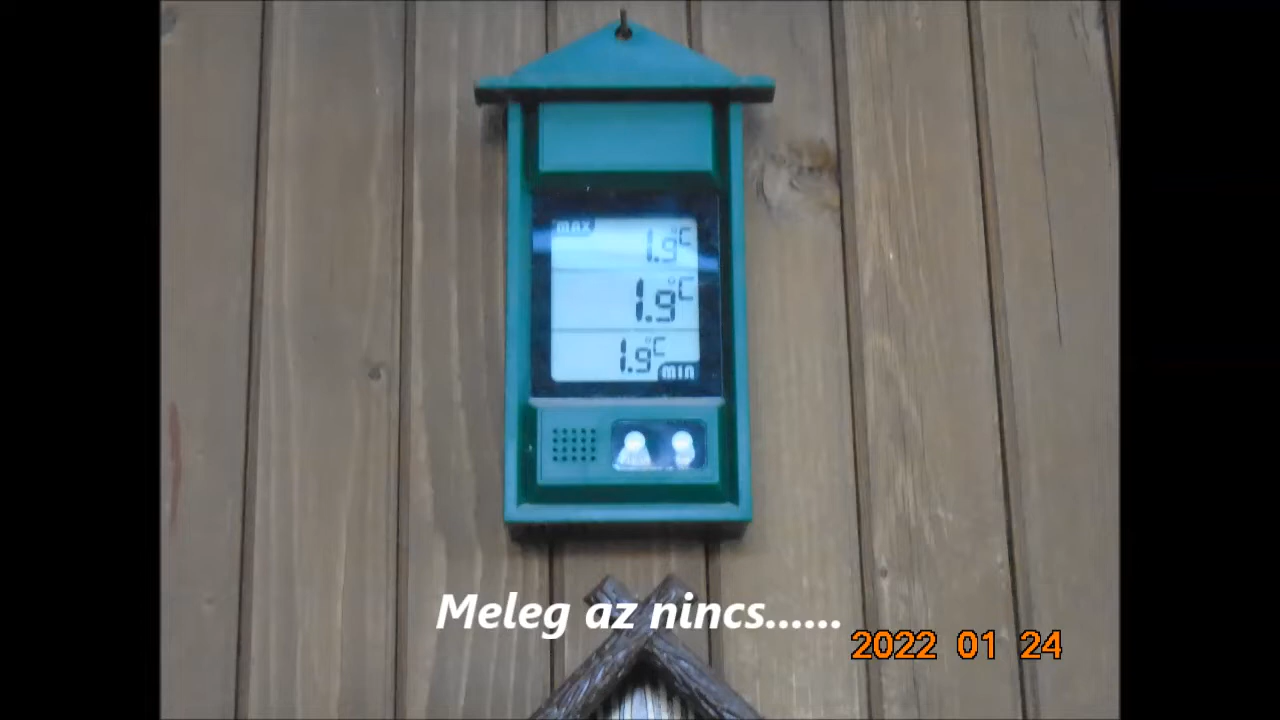 max
1.9°C
1.9°C
1.9°C
min
Meleg az nincs......
2022 01 24